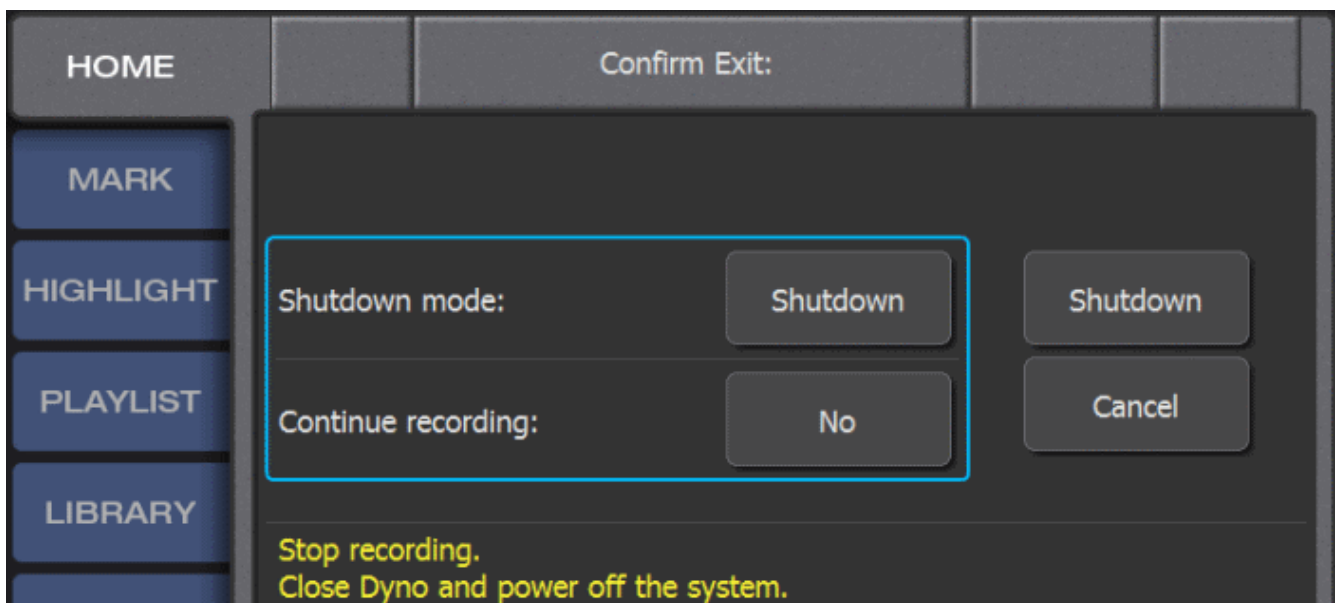 HOME
Confirm Exit:
MARK
HIGHLIGHT
PLAYLIST
LIBRARY
Shutdown mode:
Shutdown
Shutdown
Continue recording:
No
Cancel
Stop recording.
Close Dyno and power off the system.